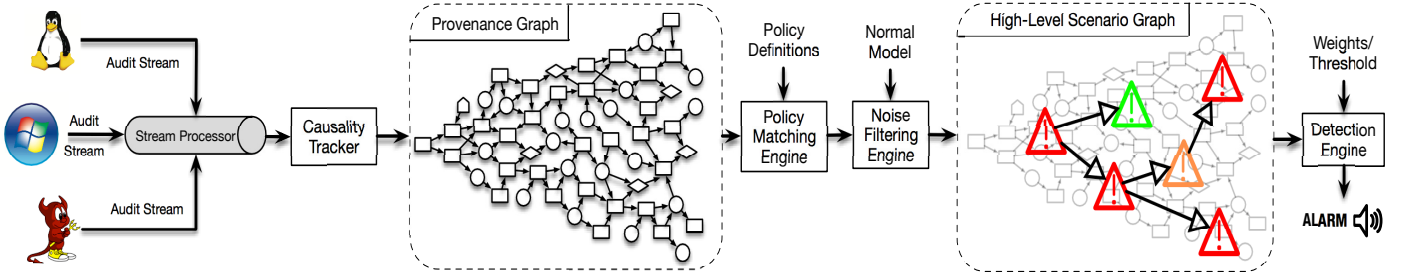 Audit Stream
Audit
Stream
Audit Stream
Stream Processor
Causality
Tracker
Provenance Graph
Policy
Definitions
Policy
Matching
Engine
Normal
Model
Noise
Filtering
Engine
High-Level Scenario Graph
Weights/
Threshold
Detection
Engine
ALARM